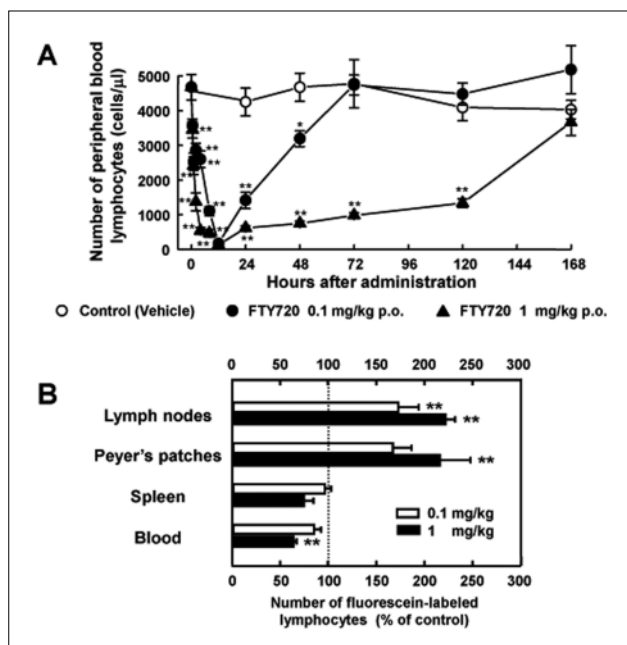 A
Number of peripheral blood
lymphocytes (cells/µl)
5000
4000
3000
2000
1000
0
**
**
**
**
**
**
**
**
**
**
**
*
**
**
**
**
0 24 48 72 96 120 144 168
Hours after administration
Control (Vehicle) FTY720 0.1 mg/kg p.o. FTY720 1 mg/kg p.o.
B
0 50 100 150 200 250 300
Lymph nodes
**
**
Peyer's patches
**
Spleen
Blood
**
0.1 mg/kg
1 mg/kg
0 50 100 150 200 250 300
Number of fluorescein-labeled
lymphocytes (% of control)